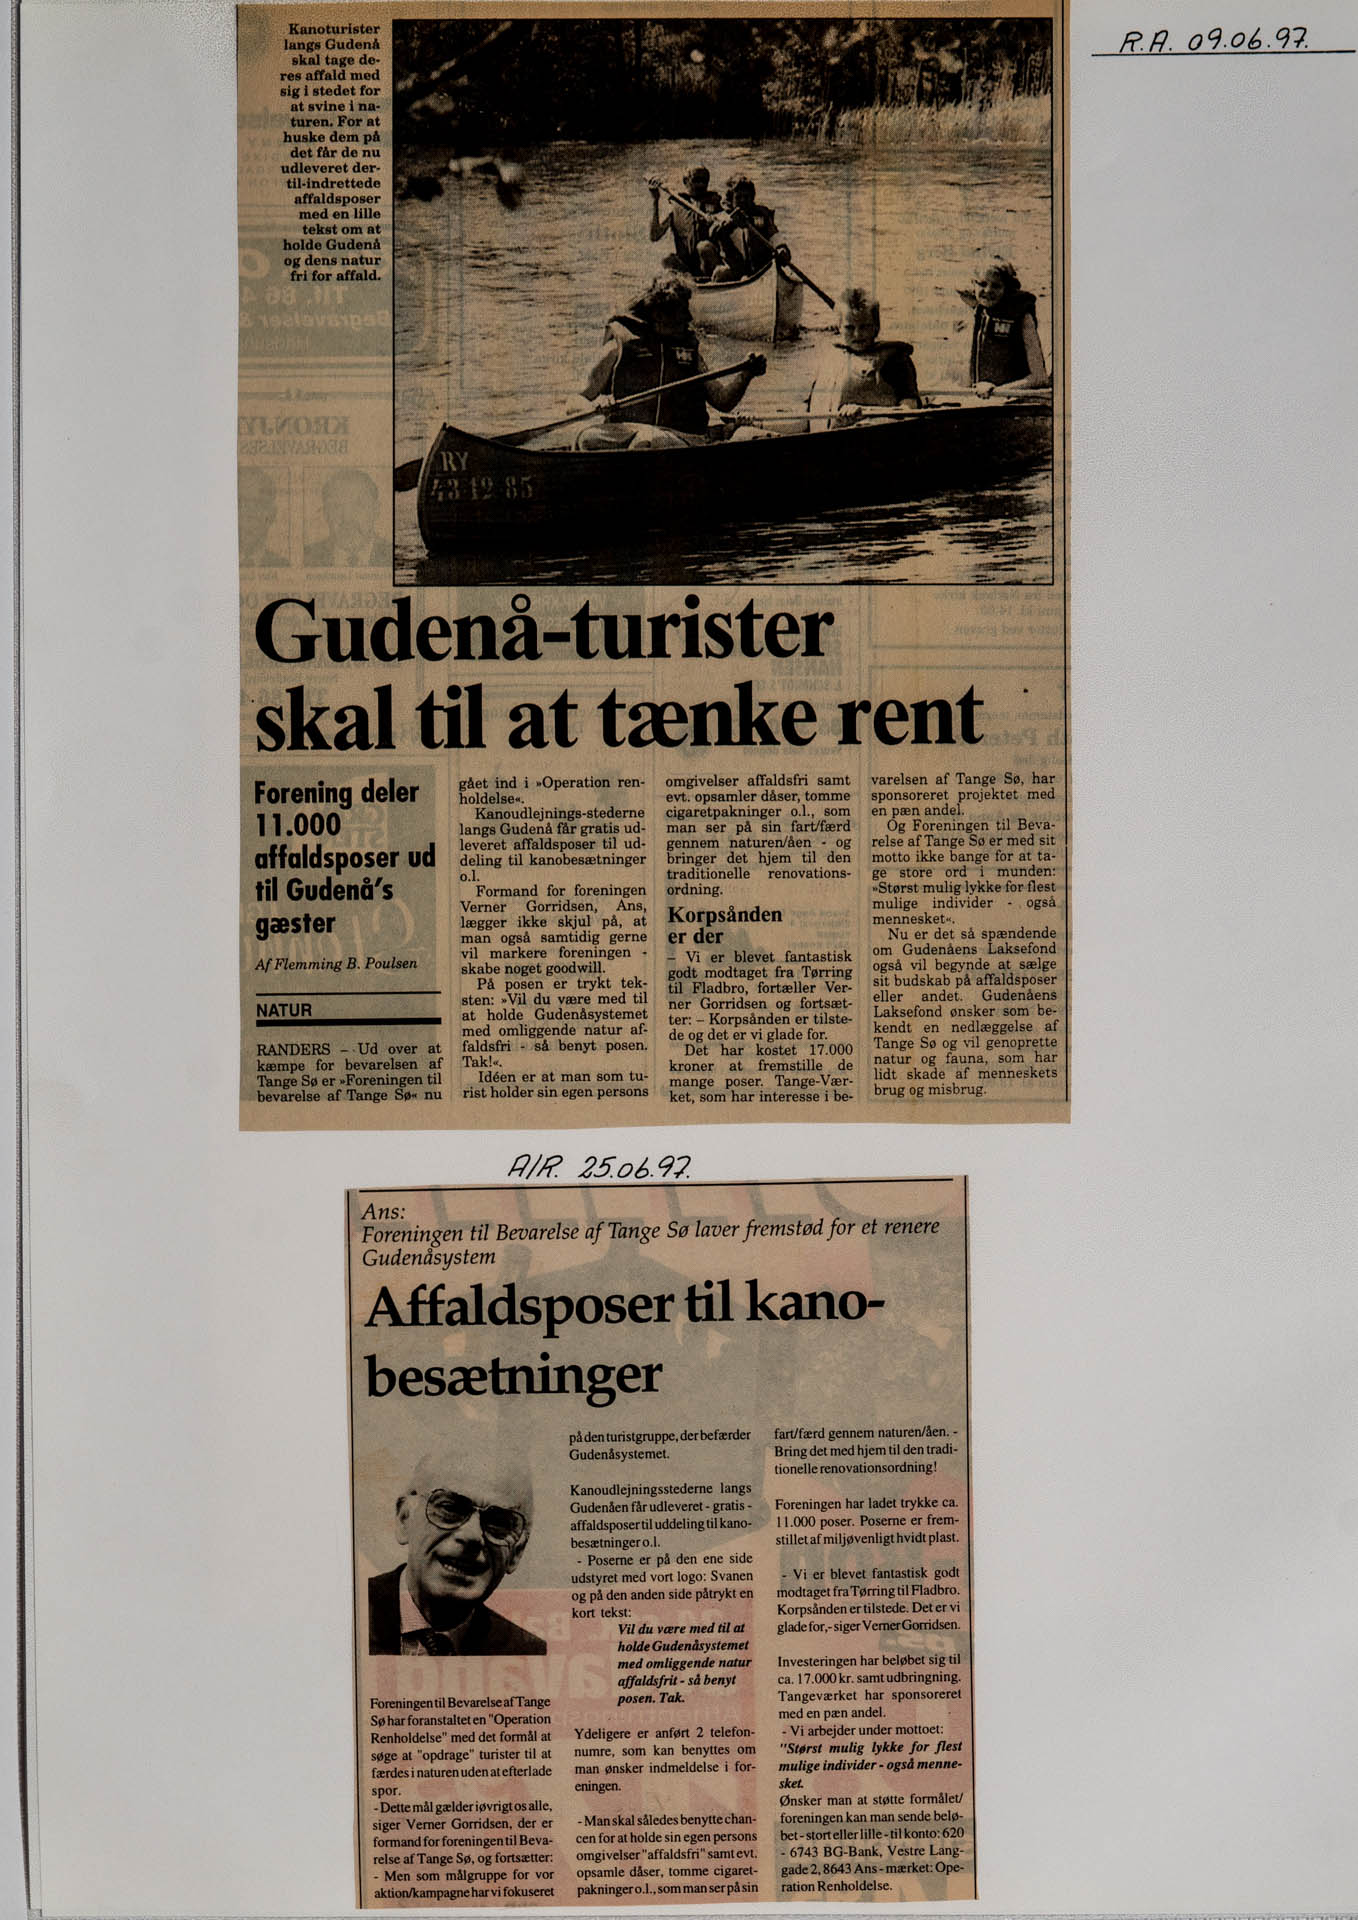 R.A. 09.06.97.
Kanoturister
langs Gudenå
skal tage de-
res affald med
sig i stedet for
at svine i na-
turen. For at
huske dem på
det får de nu
udleveret der-
til-indrettede
affaldsposer
med en lille
tekst om at
holde Gudenå
og dens natur
fri for affald.
RY
43 12 85
Gudenå-turister
skal til at tænke rent
Forening deler
11.000
affaldsposer ud
til Gudenå's
gæster
Af Flemming B. Poulsen
NATUR
RANDERS – Ud over at
kæmpe for bevarelsen af
Tange Sø er »Foreningen til
bevarelse af Tange Sø« nu
gået ind i »Operation ren-
holdelse«.
Kanoudlejnings-stederne
langs Gudenå får gratis ud-
leveret affaldsposer til ud-
deling til kanobesætninger
o.l.
Formand for foreningen
Verner Gorridsen, Ans,
lægger ikke skjul på, at
man også samtidig gerne
vil markere foreningen -
skabe noget goodwill.
På posen er trykt tek-
sten: »Vil du være med til
at holde Gudenåsystemet
med omliggende natur af-
faldsfri - så benyt posen.
Tak!«.
Idéen er at man som tu-
rist holder sin egen persons
omgivelser affaldsfri samt
evt. opsamler dåser, tomme
cigaretpakninger o.l., som
man ser på sin fart/færd
gennem naturen/åen - og
bringer det hjem til den
traditionelle renovations-
ordning.
Korpsånden
er der
– Vi er blevet fantastisk
godt modtaget fra Tørring
til Fladbro, fortæller Ver-
ner Gorridsen og fortsæt-
ter: – Korpsånden er tilste-
de og det er vi glade for.
Det har kostet 17.000
kroner at fremstille de
mange poser. Tange-Vær-
ket, som har interesse i be-
varelsen af Tange Sø, har
sponsoreret projektet med
en pæn andel.
Og Foreningen til Beva-
relse af Tange Sø er med sit
motto ikke bange for at ta-
ge store ord i munden:
»Størst mulig lykke for flest
mulige individer - også
mennesket«.
Nu er det så spændende
om Gudenåens Laksefond
også vil begynde at sælge
sit budskab på affaldsposer
eller andet. Gudenåens
Laksefond ønsker som be-
kendt en nedlæggelse af
Tange Sø og vil genoprette
natur og fauna, som har
lidt skade af menneskets
brug og misbrug.
A/R. 25.06.97.
Ans:
Foreningen til Bevarelse af Tange Sø laver fremstød for et renere
Gudenåsystem
Affaldsposer til kano-
besætninger
Foreningen til Bevarelse af Tange
Sø har foranstaltet en "Operation
Renholdelse" med det formål at
søge at "opdrage" turister til at
færdes i naturen uden at efterlade
spor.
- Dette mål gælder iøvrigt os alle,
siger Verner Gorridsen, der er
formand for foreningen til Beva-
relse af Tange Sø, og fortsætter:
- Men som målgruppe for vor
aktion/kampagne har vi fokuseret
på den turistgruppe, der befærder
Gudenåsystemet.
Kanoudlejningsstederne langs
Gudenåen får udleveret - gratis -
affaldsposer til uddeling til kano-
besætninger o.l.
- Poserne er på den ene side
udstyret med vort logo: Svanen
og på den anden side påtrykt en
kort tekst:
Vil du være med til at
holde Gudenåsystemet
med omliggende natur
affaldsfrit - så benyt
posen. Tak.
Ydeligere er anført 2 telefon-
numre, som kan benyttes om
man ønsker indmeldelse i for-
eningen.
- Man skal således benytte chan-
cen for at holde sin egen persons
omgivelser "affaldsfri" samt evt.
opsamle dåser, tomme cigaret-
pakninger o.l., som man ser på sin
fart/færd gennem naturen/åen. -
Bring det med hjem til den tradi-
tionelle renovationsordning!
Foreningen har ladet trykke ca.
11.000 poser. Poserne er frem-
stillet af miljøvenligt hvidt plast.
- Vi er blevet fantastisk godt
modtaget fra Tørring til Fladbro.
Korpsånden er tilstede. Det er vi
glade for,- siger Verner Gorridsen.
Investeringen har beløbet sig til
ca. 17.000 kr. samt udbringning.
Tangeværket har sponsoreret
med en pæn andel.
- Vi arbejder under mottoet:
"Størst mulig lykke for flest
mulige individer - også menne-
sket.
Ønsker man at støtte formålet/
foreningen kan man sende belø-
bet - stort eller lille - til konto: 620
- 6743 BG-Bank, Vestre Lang-
gade 2, 8643 Ans - mærket: Ope-
ration Renholdelse.